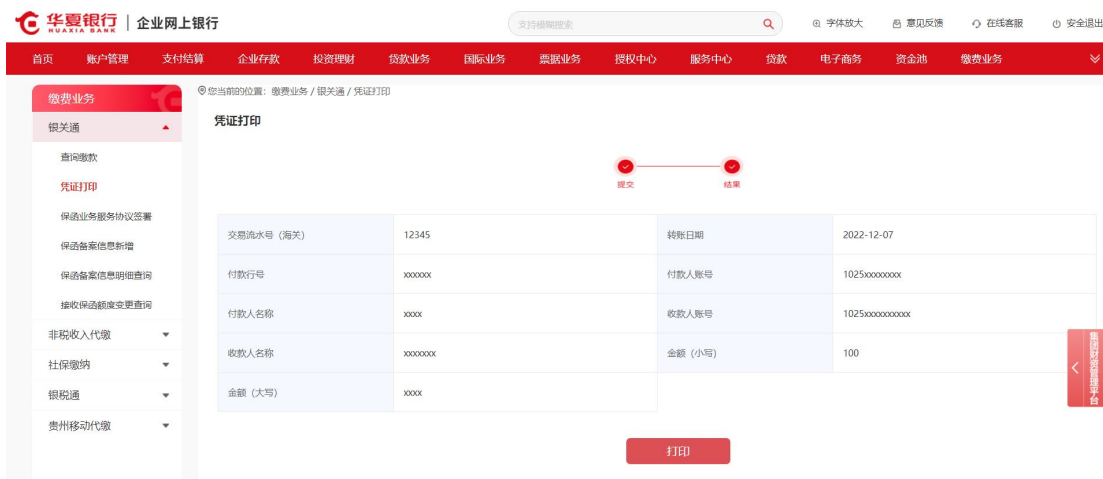 华夏银行 企业网上银行
HUAXIA BANK
支持模糊搜索
字体放大 意见反馈 在线客服 安全退出
首页 账户管理 支付结算 企业存款 投资理财 贷款业务 国际业务 票据业务 授权中心 服务中心 贷款 电子商务 资金池 缴费业务
缴费业务
银关通
查询缴款
凭证打印
保函业务服务协议签署
保函备案信息新增
保函备案信息明细查询
接收保函额度变更查询
非税收入代缴
社保缴纳
银税通
贵州移动代缴
您当前的位置：缴费业务 / 银关通 / 凭证打印
凭证打印
提交 结果
交易流水号（海关） 12345 转账日期 2022-12-07
付款行号 xxxxxx 付款人账号 1025xxxxxxxx
付款人名称 xxxx 收款人账号 1025xxxxxxxxxx
收款人名称 xxxxxxx 金额（小写） 100
金额（大写） xxxx
打印
集团财资管理平台